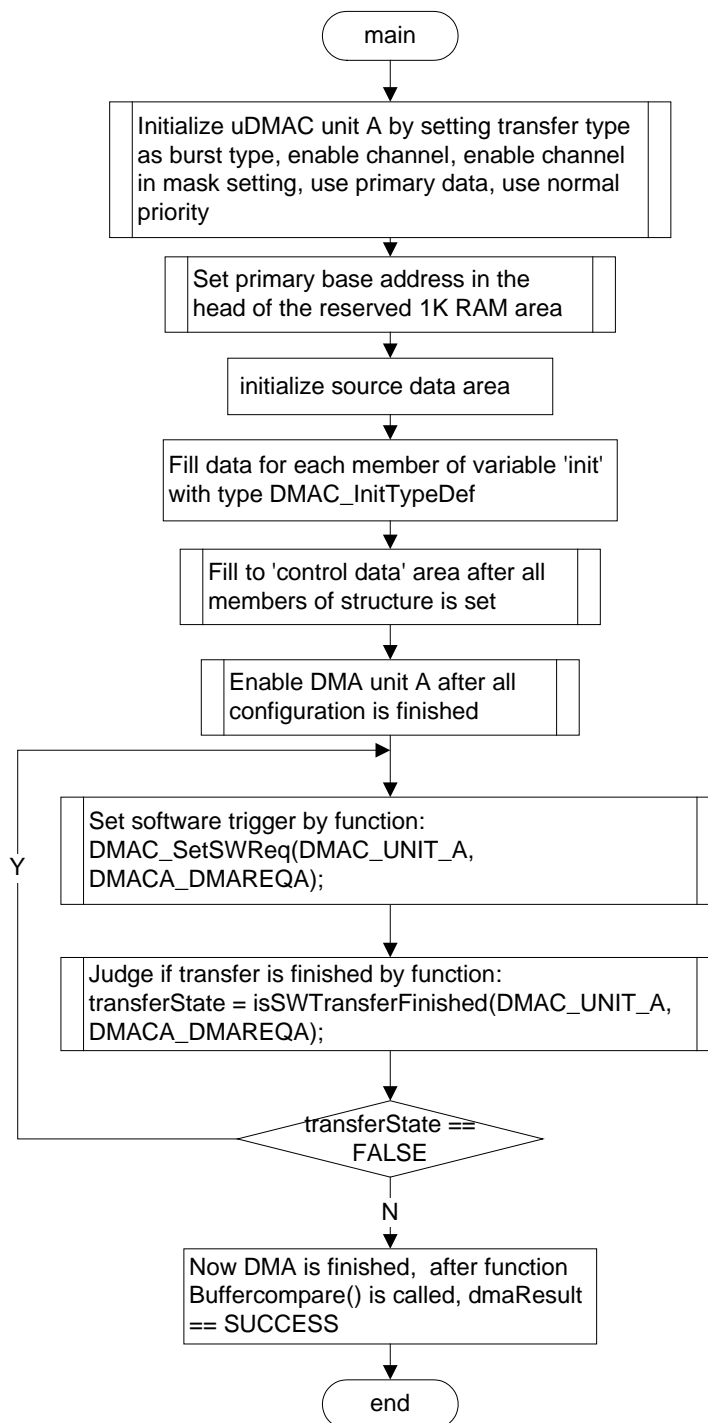 main
Initialize uDMAC unit A by setting transfer type
as burst type, enable channel, enable channel
in mask setting, use primary data, use normal
priority
Set primary base address in the
head of the reserved 1K RAM area
initialize source data area
Fill data for each member of variable 'init'
with type DMAC_InitTypeDef
Fill to 'control data' area after all
members of structure is set
Enable DMA unit A after all
configuration is finished
Set software trigger by function:
DMAC_SetSWReq(DMAC_UNIT_A,
DMACA_DMAREQA);
Y
Judge if transfer is finished by function:
transferState = isSWTransferFinished(DMAC_UNIT_A,
DMACA_DMAREQA);
transferState ==
FALSE
N
Now DMA is finished,  after function
Buffercompare() is called, dmaResult
== SUCCESS
end